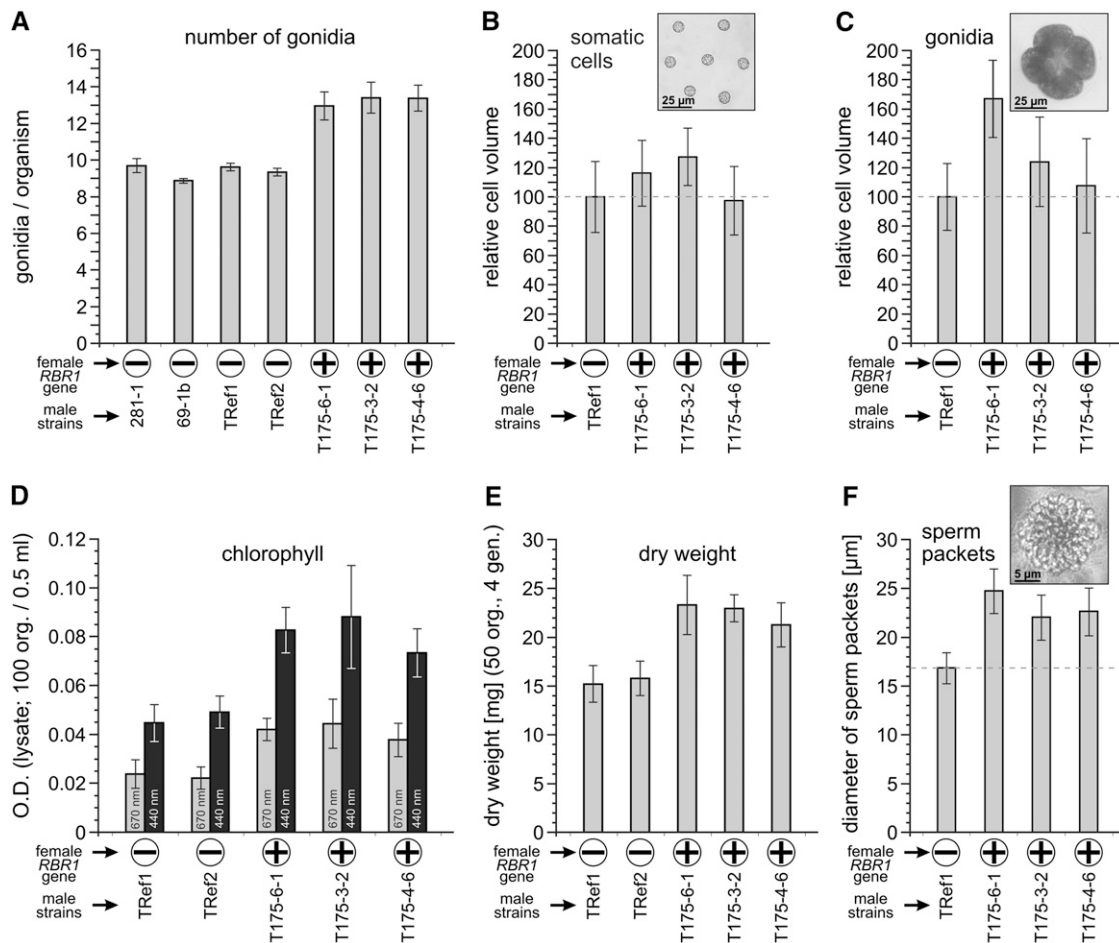 A
number of gonidia
gonidia / organism
16
14
12
10
8
6
4
2
0
female
RBR1
gene
male
strains
281-1
69-1b
TRef1
TRef2
T175-6-1
T175-3-2
T175-4-6
B
somatic
cells
25 µm
relative cell volume
200
180
160
140
120
100
80
60
40
20
0
female
RBR1
gene
male
strains
TRef1
T175-6-1
T175-3-2
T175-4-6
C
gonidia
25 µm
relative cell volume
200
180
160
140
120
100
80
60
40
20
0
female
RBR1
gene
male
strains
TRef1
T175-6-1
T175-3-2
T175-4-6
D
chlorophyll
O.D. (lysate; 100 org. / 0.5 ml)
0.12
0.10
0.08
0.06
0.04
0.02
0
670 nm
440 nm
670 nm
440 nm
670 nm
440 nm
670 nm
440 nm
670 nm
440 nm
female
RBR1
gene
male
strains
TRef1
TRef2
T175-6-1
T175-3-2
T175-4-6
E
dry weight
dry weight [mg] (50 org., 4 gen.)
30
25
20
15
10
5
0
female
RBR1
gene
male
strains
TRef1
TRef2
T175-6-1
T175-3-2
T175-4-6
F
sperm
packets
5 µm
diameter of sperm packets [µm]
30
25
20
15
10
5
0
female
RBR1
gene
male
strains
TRef1
T175-6-1
T175-3-2
T175-4-6